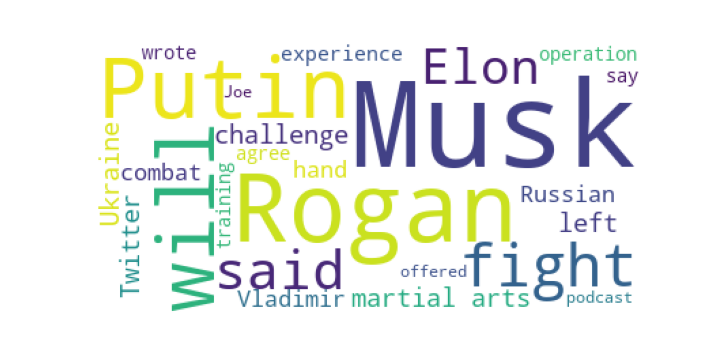 wrote
experience
operation
Putin
Elon
say
Joe
Musk
Ukraine
will
challenge
agree
combat
hand
training
Rogan
Russian
Twitter
left
said
fight
offered
Vladimir
martial arts
podcast